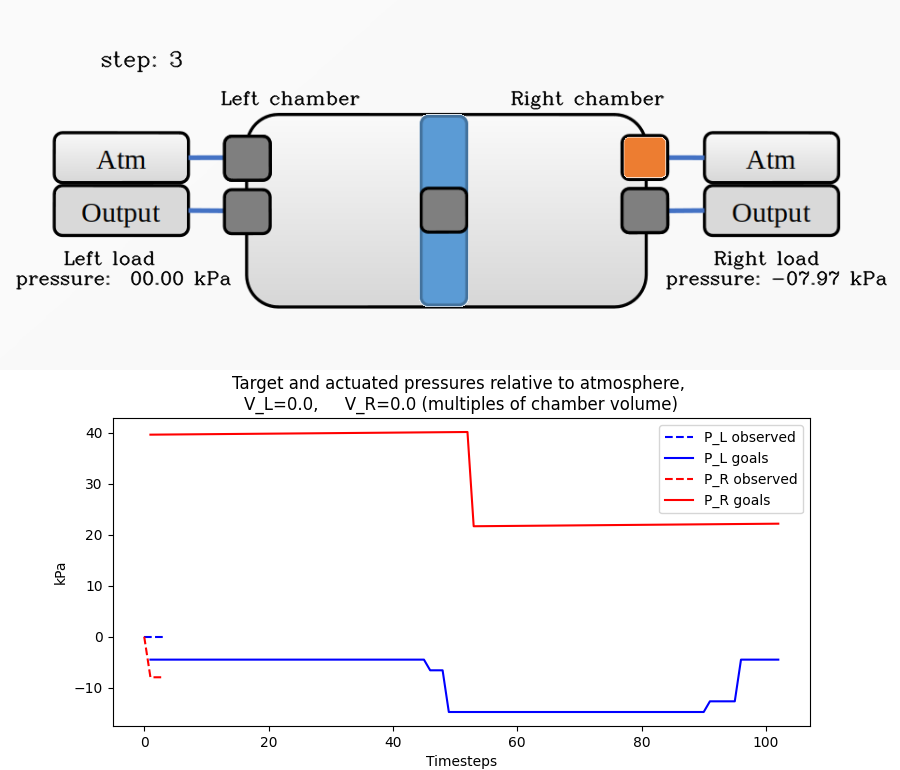 step: 3
Left chamber
Right chamber
Atm
Atm
Output
Output
Left load
pressure:  00.00 kPa
Right load
pressure: −07.97 kPa
Target and actuated pressures relative to atmosphere,
V_L=0.0,     V_R=0.0 (multiples of chamber volume)
P_L observed
P_L goals
P_R observed
P_R goals
40
30
20
10
0
−10
kPa
0 20 40 60 80 100
Timesteps